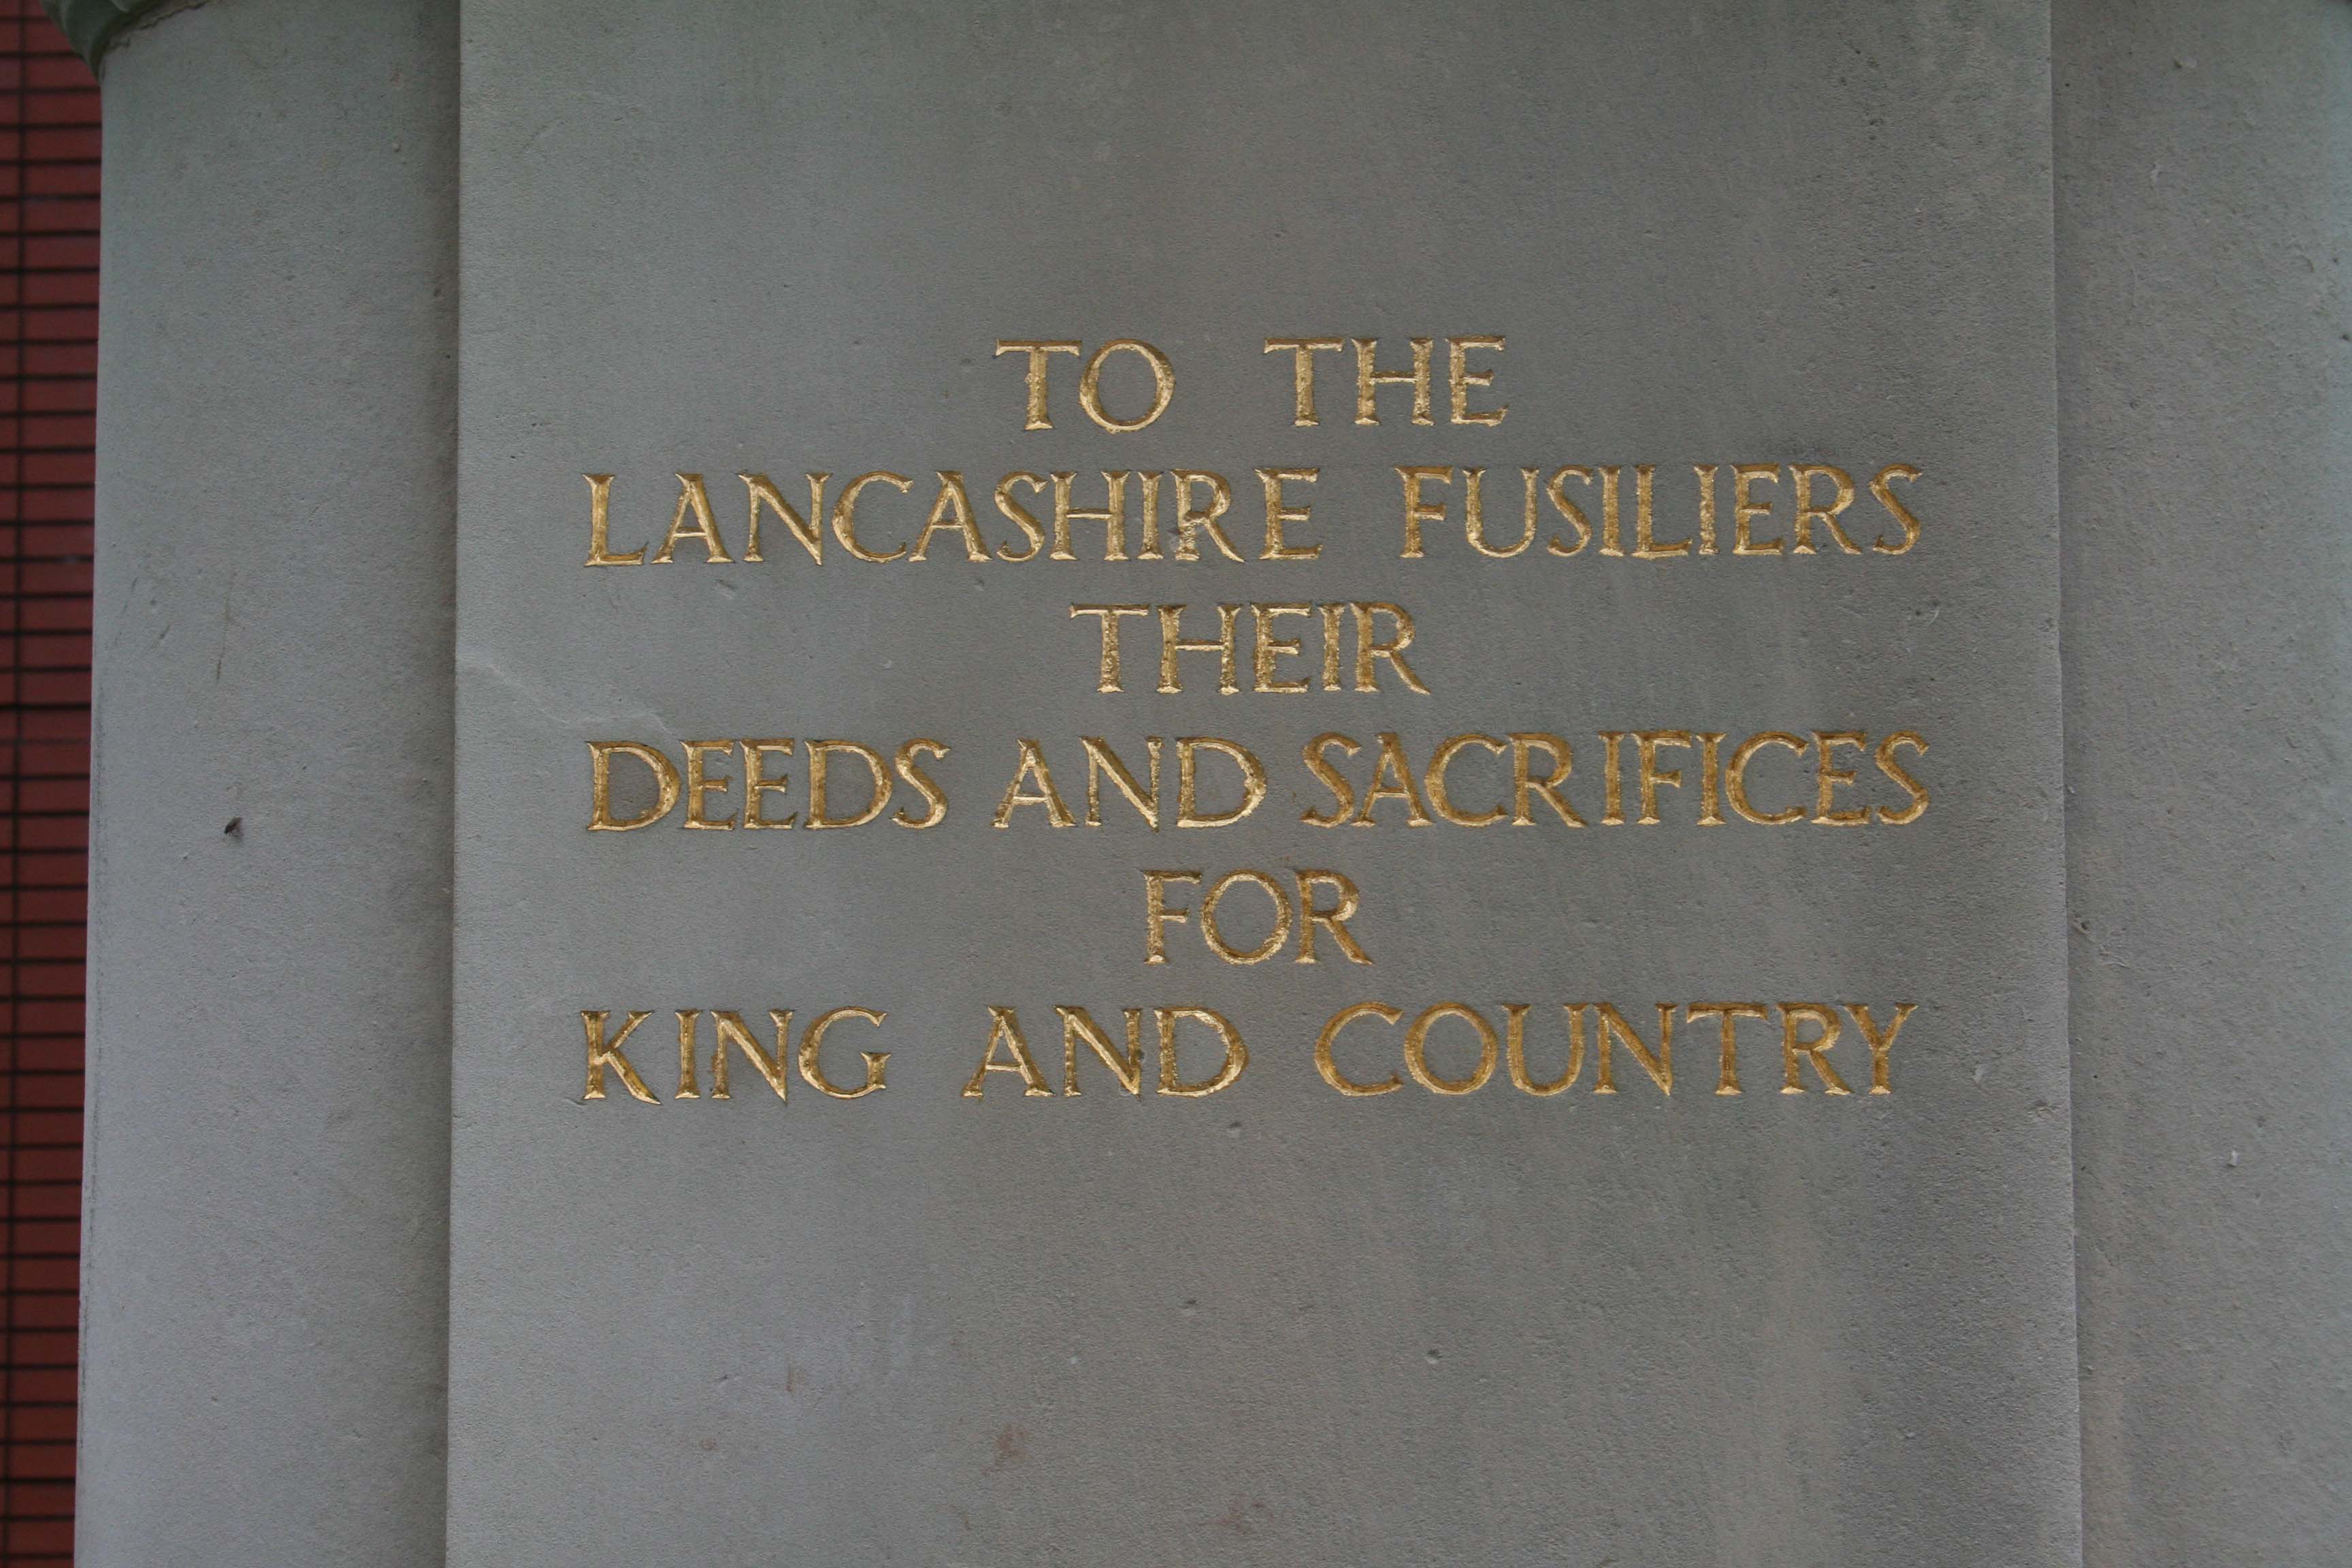 TO THE
LANCASHIRE FUSILIERS
THEIR
DEEDS AND SACRIFICES
FOR
KING AND COUNTRY